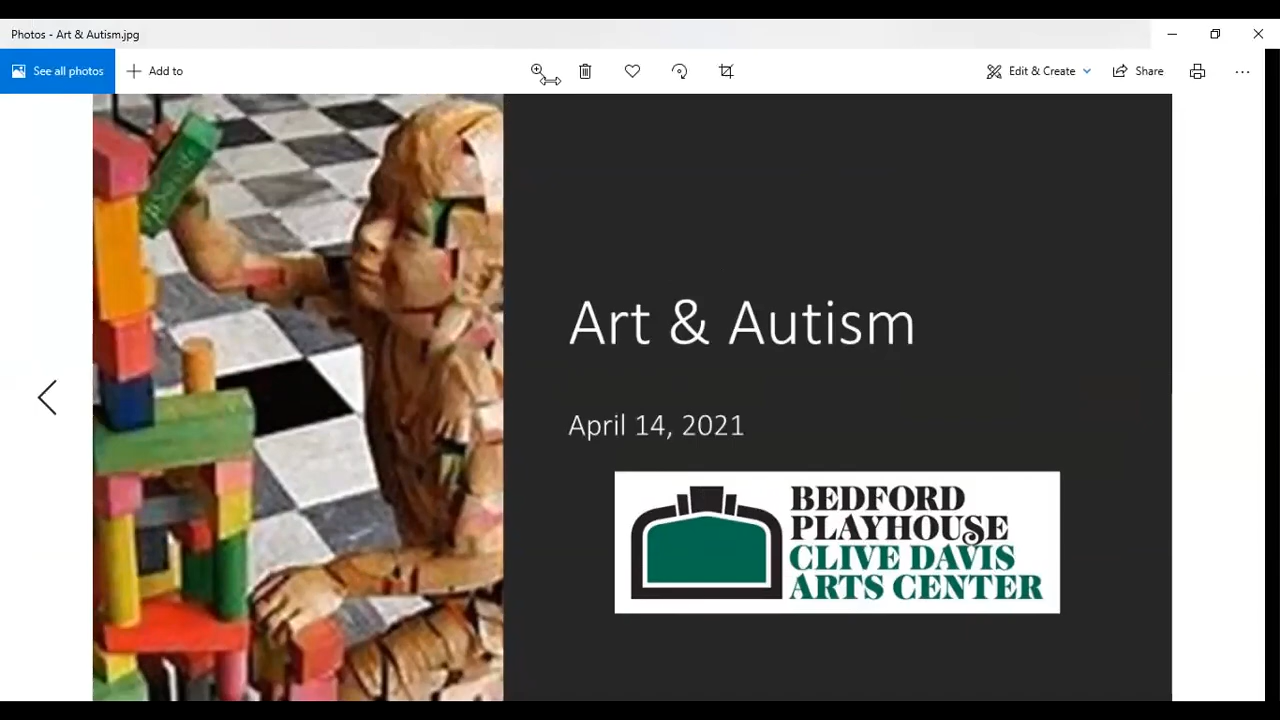 Photos - Art & Autism.jpg
See all photos
Add to
Edit & Create
Share
Art & Autism
April 14, 2021
BEDFORD
PLAYHOUSE
CLIVE DAVIS
ARTS CENTER